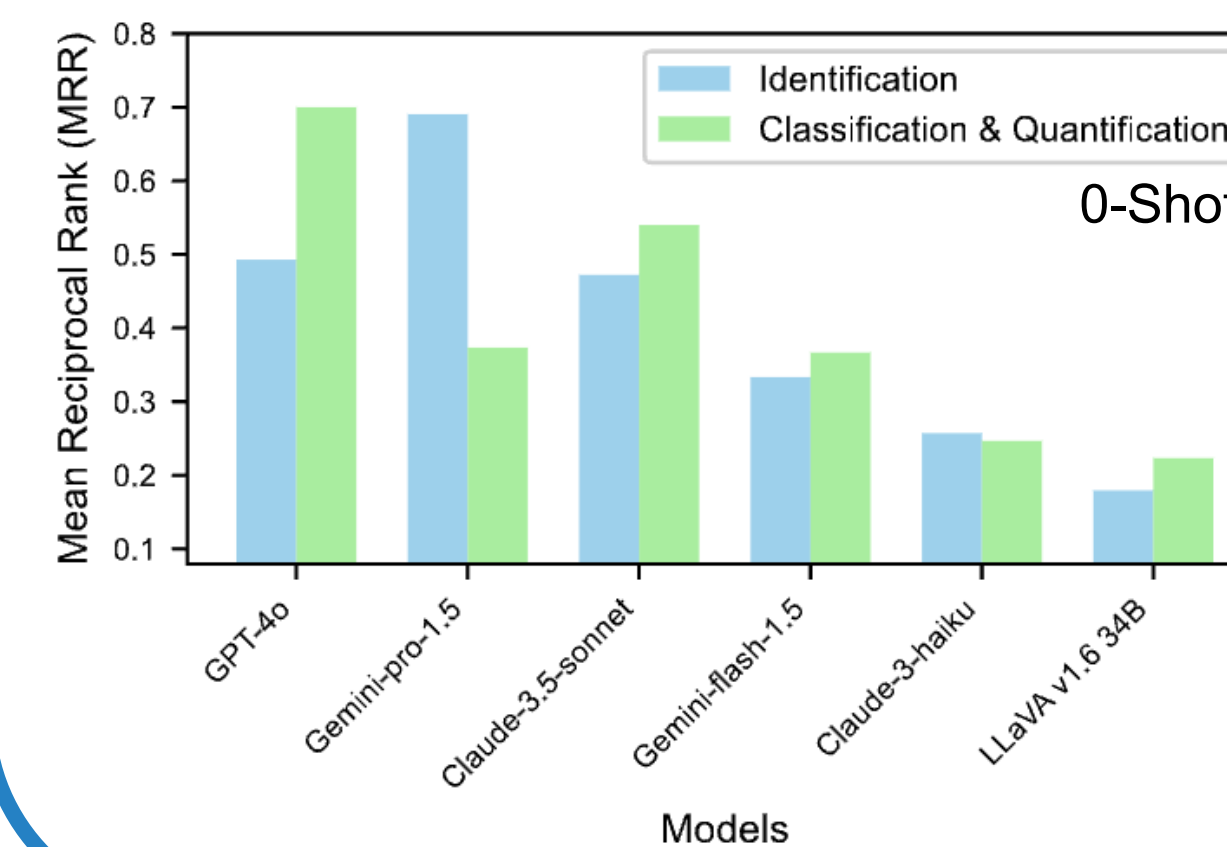 Mean Reciprocal Rank (MRR)
0.8
0.7
0.6
0.5
0.4
0.3
0.2
0.1
Identification
Classification & Quantification
0-Shot
GPT-4o
Gemini-pro-1.5
Claude-3.5-sonnet
Gemini-flash-1.5
Claude-3-haiku
LLaVA v1.6 34B
Models